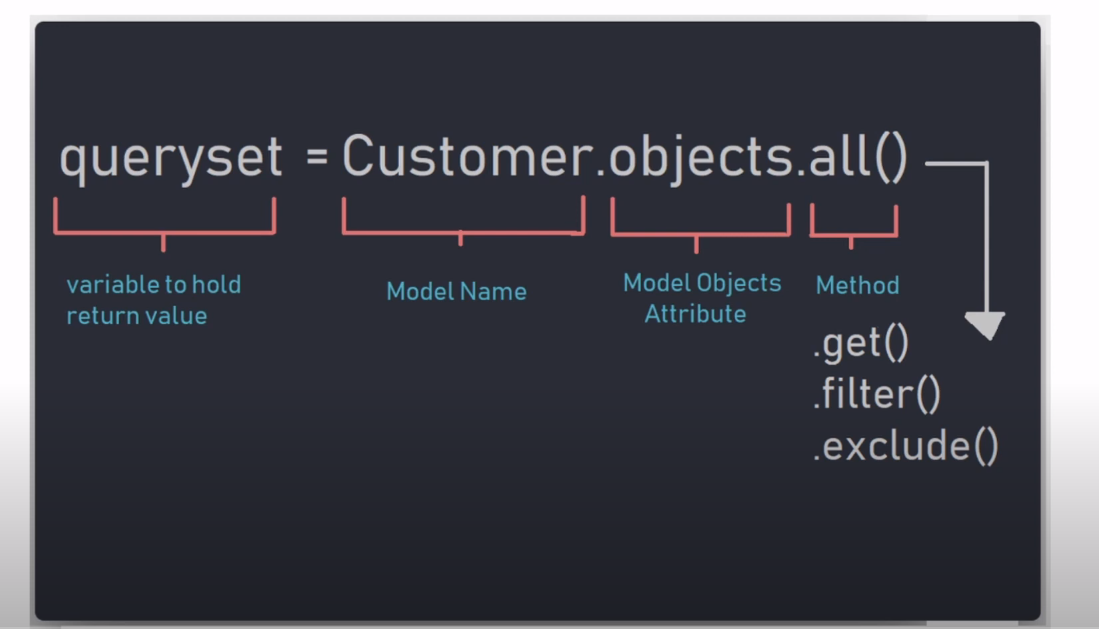 queryset = Customer.objects.all()
variable to hold
return value
Model Name
Model Objects
Attribute
Method
.get()
.filter()
.exclude()